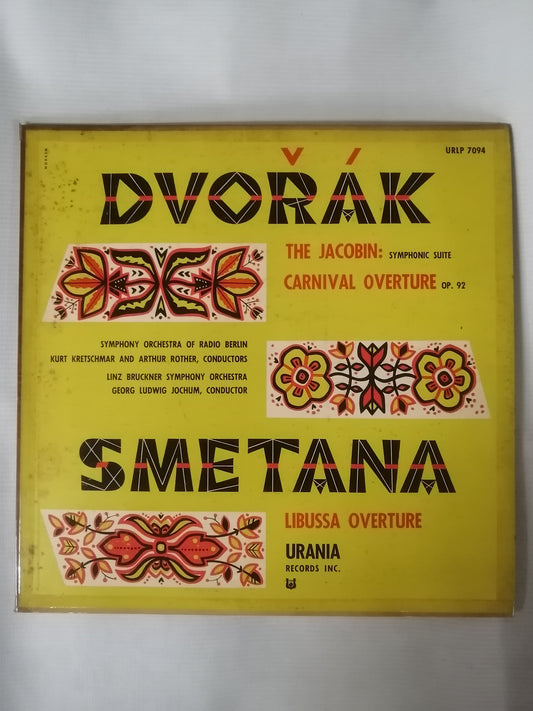 URLP 7094
DVOŘÁK
THE JACOBIN: SYMPHONIC SUITE
CARNIVAL OVERTURE OP. 92
SYMPHONY ORCHESTRA OF RADIO BERLIN
KURT KRETSCHMAR AND ARTHUR ROTHER, CONDUCTORS
LINZ BRUCKNER SYMPHONY ORCHESTRA
GEORG LUDWIG JOCHUM, CONDUCTOR
SMETANA
LIBUSSA OVERTURE
URANIA
RECORDS INC.